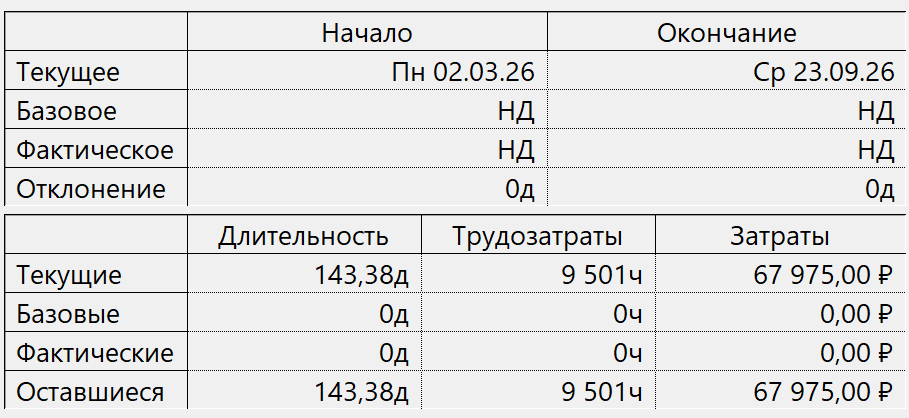 Начало Окончание
Текущее Пн 02.03.26 Ср 23.09.26
Базовое НД НД
Фактическое НД НД
Отклонение 0д 0д
Длительность Трудозатраты Затраты
Текущие 143,38д 9 501ч 67 975,00 ₽
Базовые 0д 0ч 0,00 ₽
Фактические 0д 0ч 0,00 ₽
Оставшиеся 143,38д 9 501ч 67 975,00 ₽